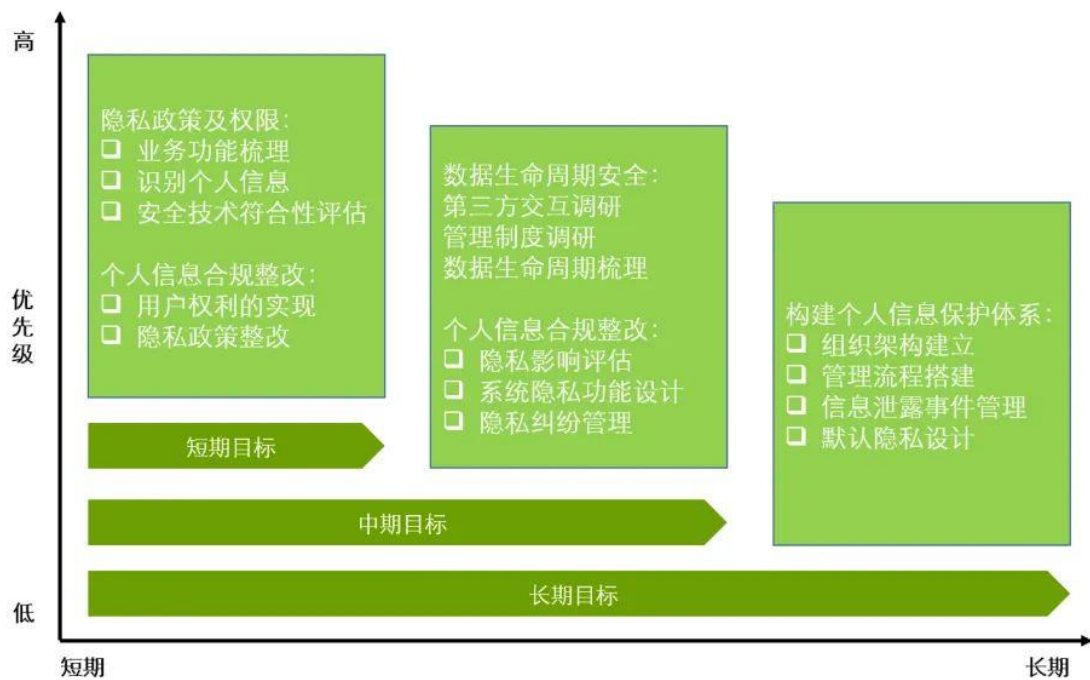 高
隐私政策及权限：
❑ 业务功能梳理
❑ 识别个人信息
❑ 安全技术符合性评估
个人信息合规整改：
❑ 用户权利的实现
❑ 隐私政策整改
数据生命周期安全：
第三方交互调研
管理制度调研
数据生命周期梳理
个人信息合规整改：
❑ 隐私影响评估
❑ 系统隐私功能设计
❑ 隐私纠纷管理
构建个人信息保护体系：
❑ 组织架构建立
❑ 管理流程搭建
❑ 信息泄露事件管理
❑ 默认隐私设计
优先级
短期目标
中期目标
长期目标
低
短期
长期